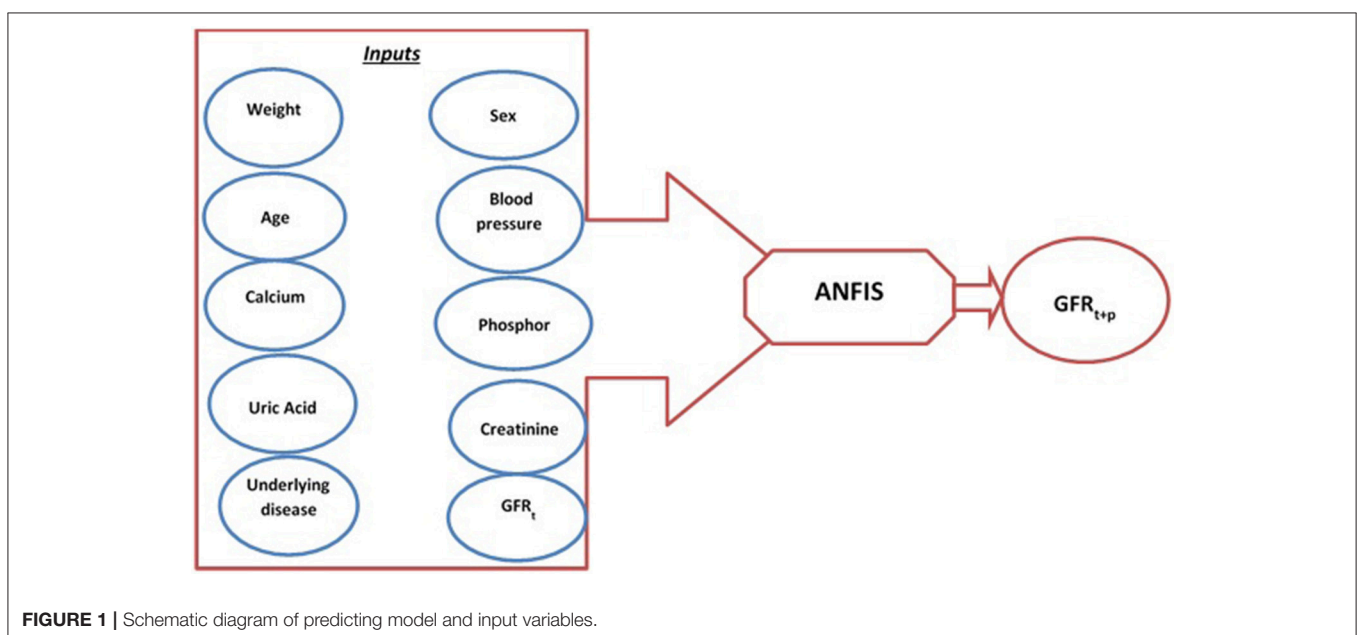 Inputs
Weight
Sex
Age
Blood
pressure
Calcium
Phosphor
Uric Acid
Creatinine
Underlying
disease
GFRt
ANFIS
GFRt+p
FIGURE 1 | Schematic diagram of predicting model and input variables.